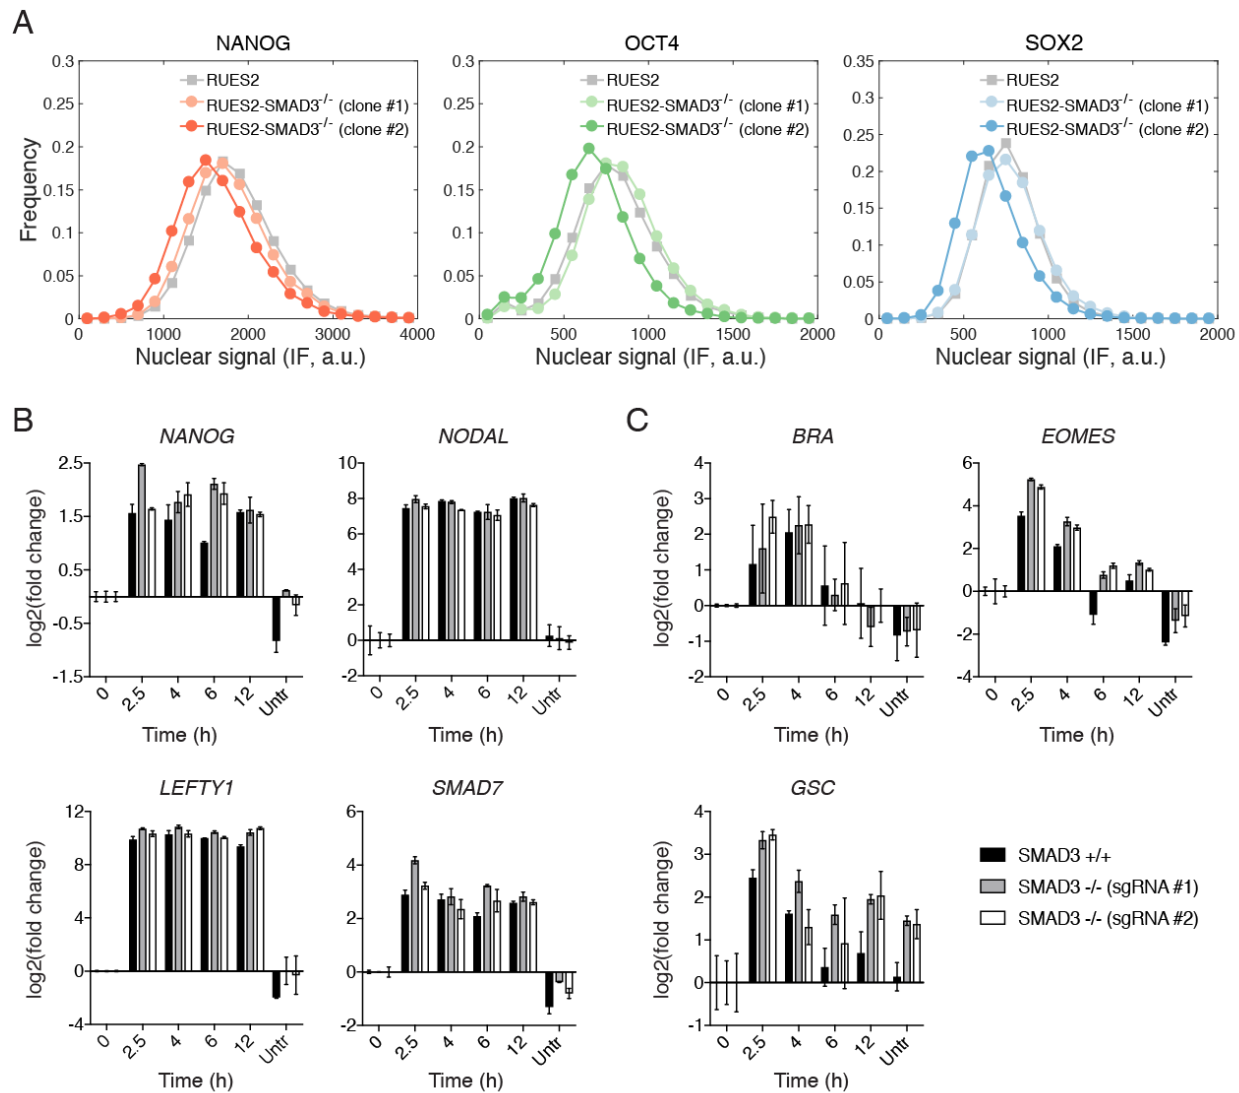 A
NANOG
OCT4
SOX2
Frequency
0.3
0.25
0.2
0.15
0.1
0.05
0
RUES2
RUES2-SMAD3-/- (clone #1)
RUES2-SMAD3-/- (clone #2)
0 1000 2000 3000 4000
Nuclear signal (IF, a.u.)
0.3
0.25
0.2
0.15
0.1
0.05
0
RUES2
RUES2-SMAD3-/- (clone #1)
RUES2-SMAD3-/- (clone #2)
0 500 1000 1500 2000
Nuclear signal (IF, a.u.)
0.35
0.3
0.25
0.2
0.15
0.1
0.05
0
RUES2
RUES2-SMAD3-/- (clone #1)
RUES2-SMAD3-/- (clone #2)
0 500 1000 1500 2000
Nuclear signal (IF, a.u.)
B
NANOG
log2(fold change)
2.5
1.5
0.5
-0.5
-1.5
0 2.5 4 6 12 Untr
Time (h)
NODAL
10
8
6
4
2
0
-2
0 2.5 4 6 12 Untr
Time (h)
LEFTY1
log2(fold change)
12
8
4
0
-4
0 2.5 4 6 12 Untr
Time (h)
SMAD7
6
4
2
0
-2
0 2.5 4 6 12 Untr
Time (h)
C
BRA
log2(fold change)
4
3
2
1
0
-1
-2
0 2.5 4 6 12 Untr
Time (h)
EOMES
6
4
2
0
-2
-4
0 2.5 4 6 12 Untr
Time (h)
GSC
log2(fold change)
4
3
2
1
0
-1
0 2.5 4 6 12 Untr
Time (h)
SMAD3 +/+
SMAD3 -/- (sgRNA #1)
SMAD3 -/- (sgRNA #2)